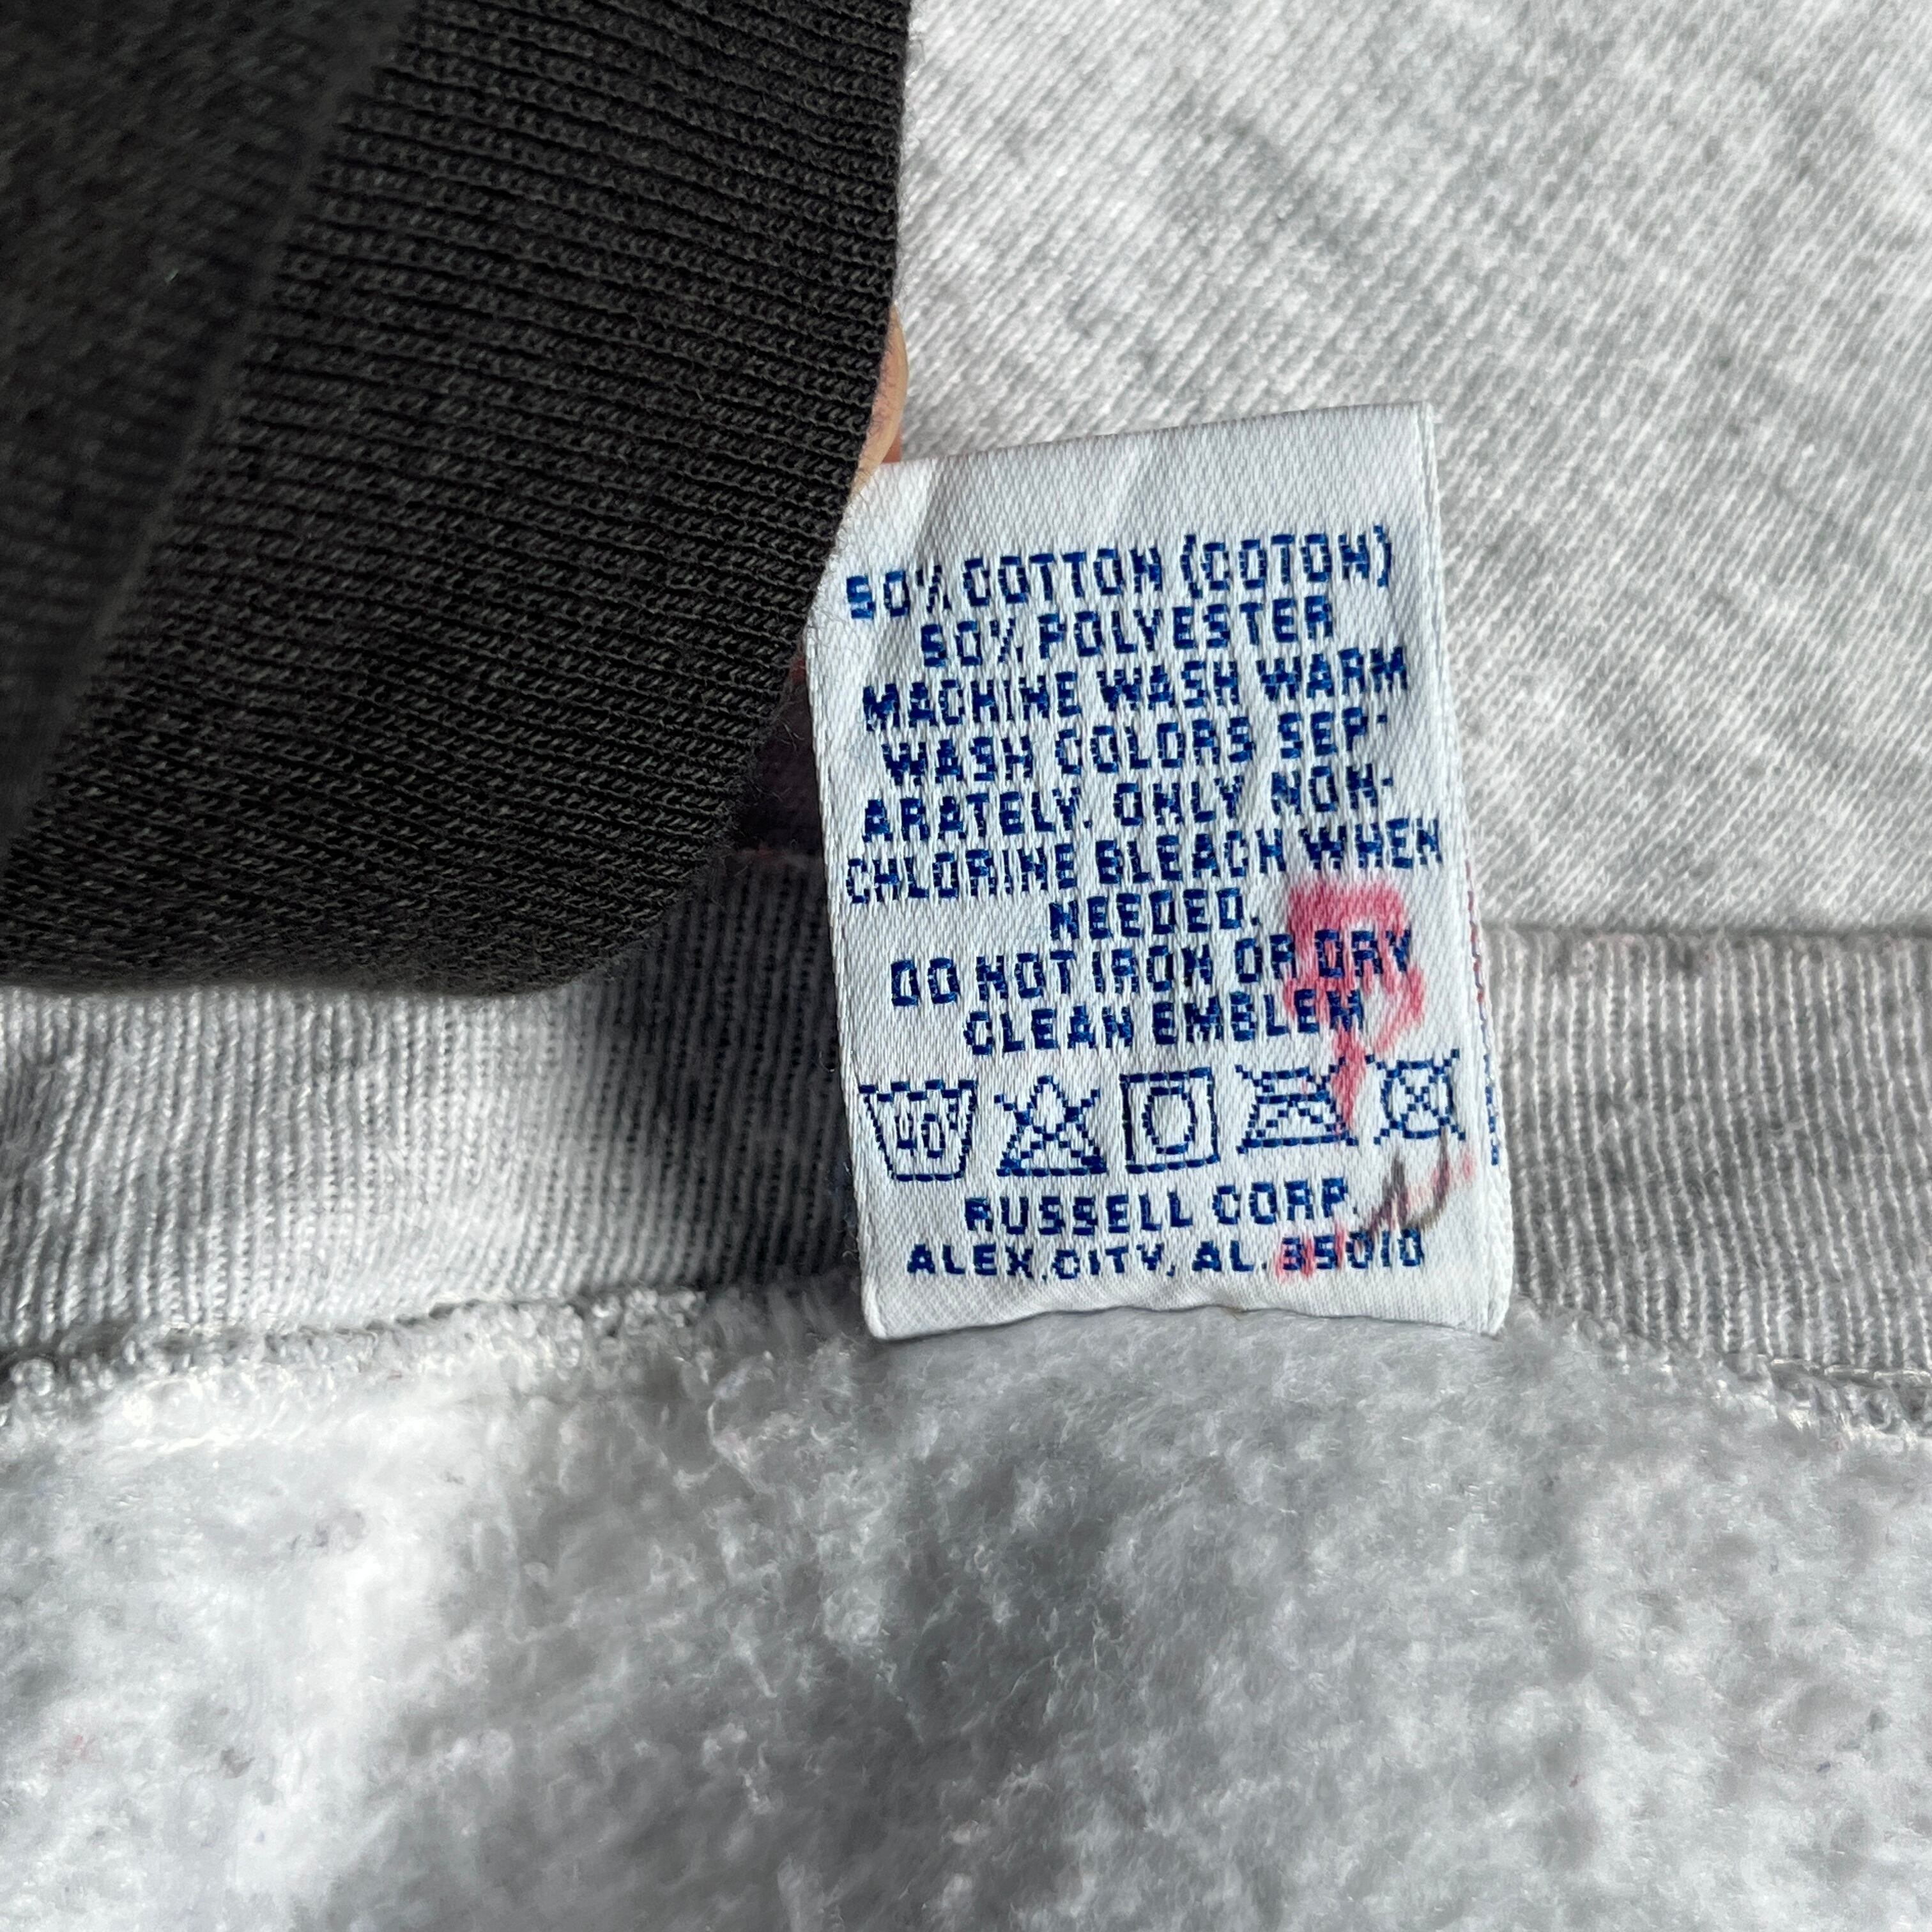 50% COTTON (COTON)
50% POLYESTER
MACHINE WASH WARM
WASH COLORS SEP-
ARATELY. ONLY NON-
CHLORINE BLEACH WHEN
NEEDED.
DO NOT IRON OR DRY
CLEAN EMBLEM
40°
RUSSELL CORP.
ALEX.CITY, AL. 35010